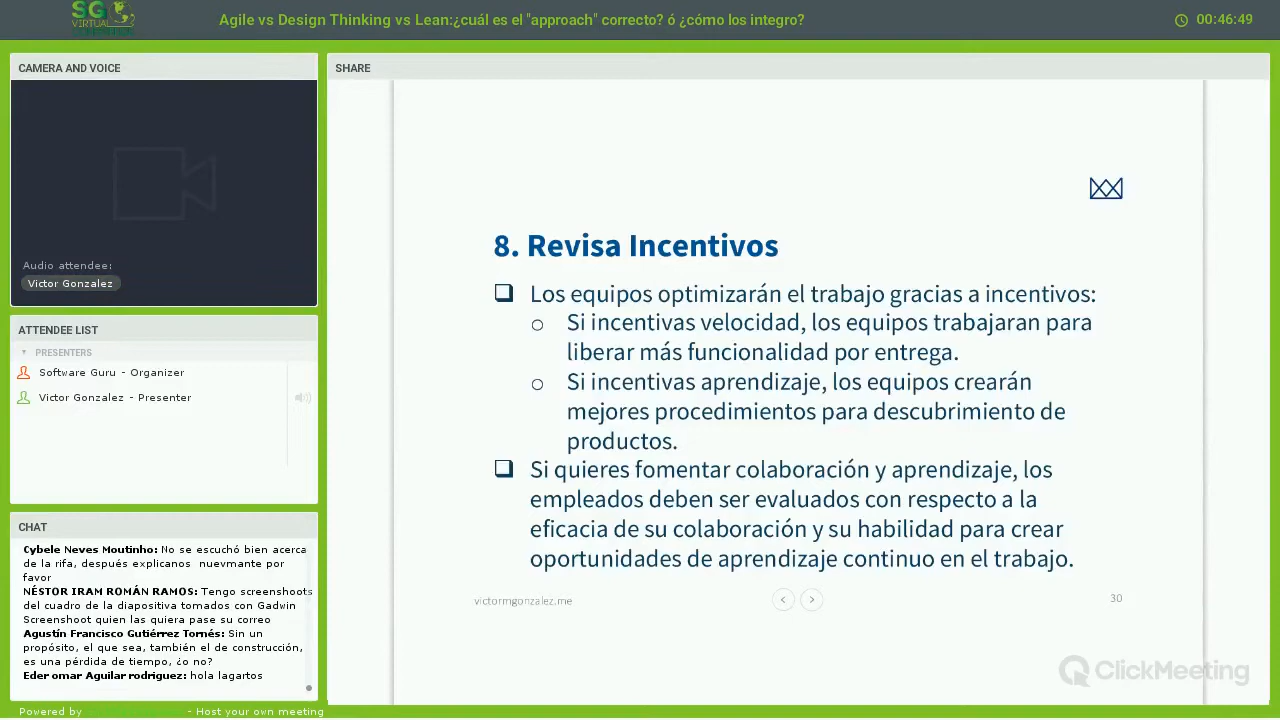 SG
VIRTUAL
Agile vs Design Thinking vs Lean:¿cuál es el "approach" correcto? ó ¿cómo los integro?
00:46:49
CAMERA AND VOICE
Audio attendee:
Victor Gonzalez
ATTENDEE LIST
PRESENTERS
Software Guru - Organizer
Victor Gonzalez - Presenter
CHAT
Cybele Neves Moutinho: No se escuchó bien acerca
de la rifa, después explicanos nuevmante por
favor
NÉSTOR IRAM ROMÁN RAMOS: Tengo screenshoots
del cuadro de la diapositiva tomados con Gadwin
Screenshoot quien las quiera pase su correo
Agustín Francisco Gutiérrez Tornés: Sin un
propósito, el que sea, también el de construcción,
es una pérdida de tiempo, ¿o no?
Eder omar Aguilar rodriguez: hola lagartos
Powered by - Host your own meeting
SHARE
8. Revisa Incentivos
Los equipos optimizarán el trabajo gracias a incentivos:
Si incentivas velocidad, los equipos trabajaran para
liberar más funcionalidad por entrega.
Si incentivas aprendizaje, los equipos crearán
mejores procedimientos para descubrimiento de
productos.
Si quieres fomentar colaboración y aprendizaje, los
empleados deben ser evaluados con respecto a la
eficacia de su colaboración y su habilidad para crear
oportunidades de aprendizaje continuo en el trabajo.
victormgonzalez.me
30
ClickMeeting